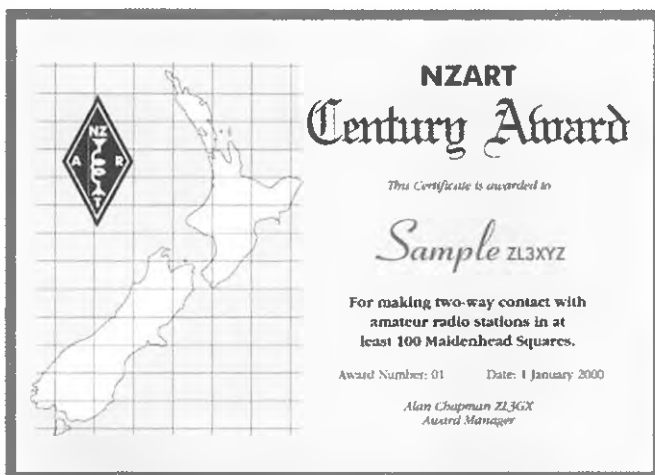 NZ
A R
T
NZART
Century Award
This Certificate is awarded to
Sample ZL3XYZ
For making two-way contact with
amateur radio stations in at
least 100 Maidenhead Squares.
Award Number: 01 Date: 1 January 2000
Alan Chapman ZL3GX
Award Manager